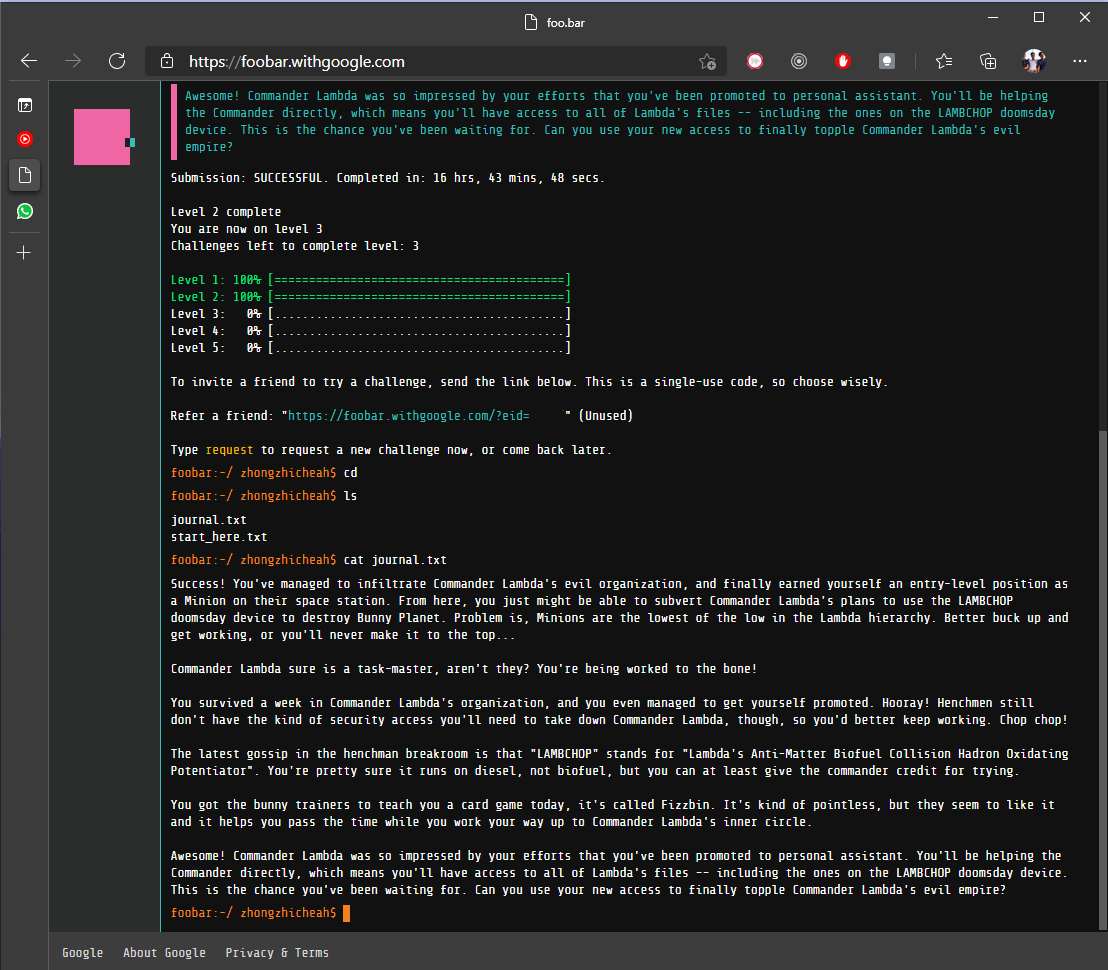 foo.bar
https://foobar.withgoogle.com
Awesome! Commander Lambda was so impressed by your efforts that you've been promoted to personal assistant. You'll be helping
the Commander directly, which means you'll have access to all of Lambda's files -- including the ones on the LAMBCHOP doomsday
device. This is the chance you've been waiting for. Can you use your new access to finally topple Commander Lambda's evil
empire?
Submission: SUCCESSFUL. Completed in: 16 hrs, 43 mins, 48 secs.
Level 2 complete
You are now on level 3
Challenges left to complete level: 3
Level 1: 100% [==========================================]
Level 2: 100% [==========================================]
Level 3:   0% [..........................................]
Level 4:   0% [..........................................]
Level 5:   0% [..........................................]
To invite a friend to try a challenge, send the link below. This is a single-use code, so choose wisely.
Refer a friend: "https://foobar.withgoogle.com/?eid=     " (Unused)
Type request to request a new challenge now, or come back later.
foobar:~/ zhongzhicheah$ cd
foobar:~/ zhongzhicheah$ ls
journal.txt
start_here.txt
foobar:~/ zhongzhicheah$ cat journal.txt
Success! You've managed to infiltrate Commander Lambda's evil organization, and finally earned yourself an entry-level position as
a Minion on their space station. From here, you just might be able to subvert Commander Lambda's plans to use the LAMBCHOP
doomsday device to destroy Bunny Planet. Problem is, Minions are the lowest of the low in the Lambda hierarchy. Better buck up and
get working, or you'll never make it to the top...
Commander Lambda sure is a task-master, aren't they? You're being worked to the bone!
You survived a week in Commander Lambda's organization, and you even managed to get yourself promoted. Hooray! Henchmen still
don't have the kind of security access you'll need to take down Commander Lambda, though, so you'd better keep working. Chop chop!
The latest gossip in the henchman breakroom is that "LAMBCHOP" stands for "Lambda's Anti-Matter Biofuel Collision Hadron Oxidating
Potentiator". You're pretty sure it runs on diesel, not biofuel, but you can at least give the commander credit for trying.
You got the bunny trainers to teach you a card game today, it's called Fizzbin. It's kind of pointless, but they seem to like it
and it helps you pass the time while you work your way up to Commander Lambda's inner circle.
Awesome! Commander Lambda was so impressed by your efforts that you've been promoted to personal assistant. You'll be helping the
Commander directly, which means you'll have access to all of Lambda's files -- including the ones on the LAMBCHOP doomsday device.
This is the chance you've been waiting for. Can you use your new access to finally topple Commander Lambda's evil empire?
foobar:~/ zhongzhicheah$
Google   About Google   Privacy & Terms